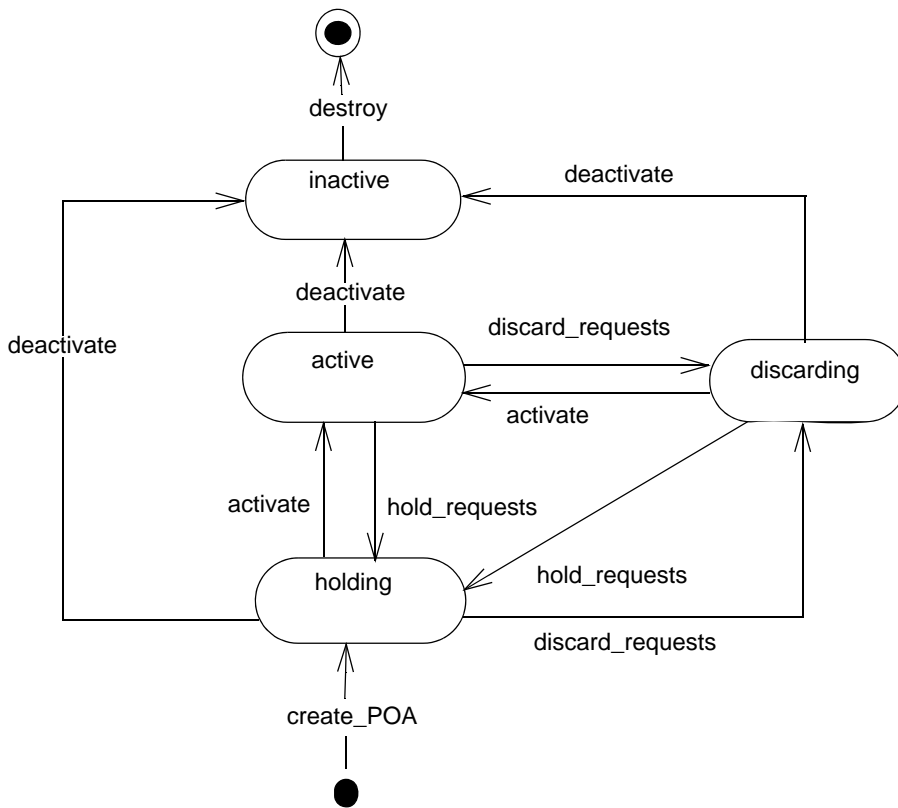 destroy
inactive
deactivate
deactivate
discard_requests
deactivate
active
discarding
activate
activate
hold_requests
holding
hold_requests
discard_requests
create_POA